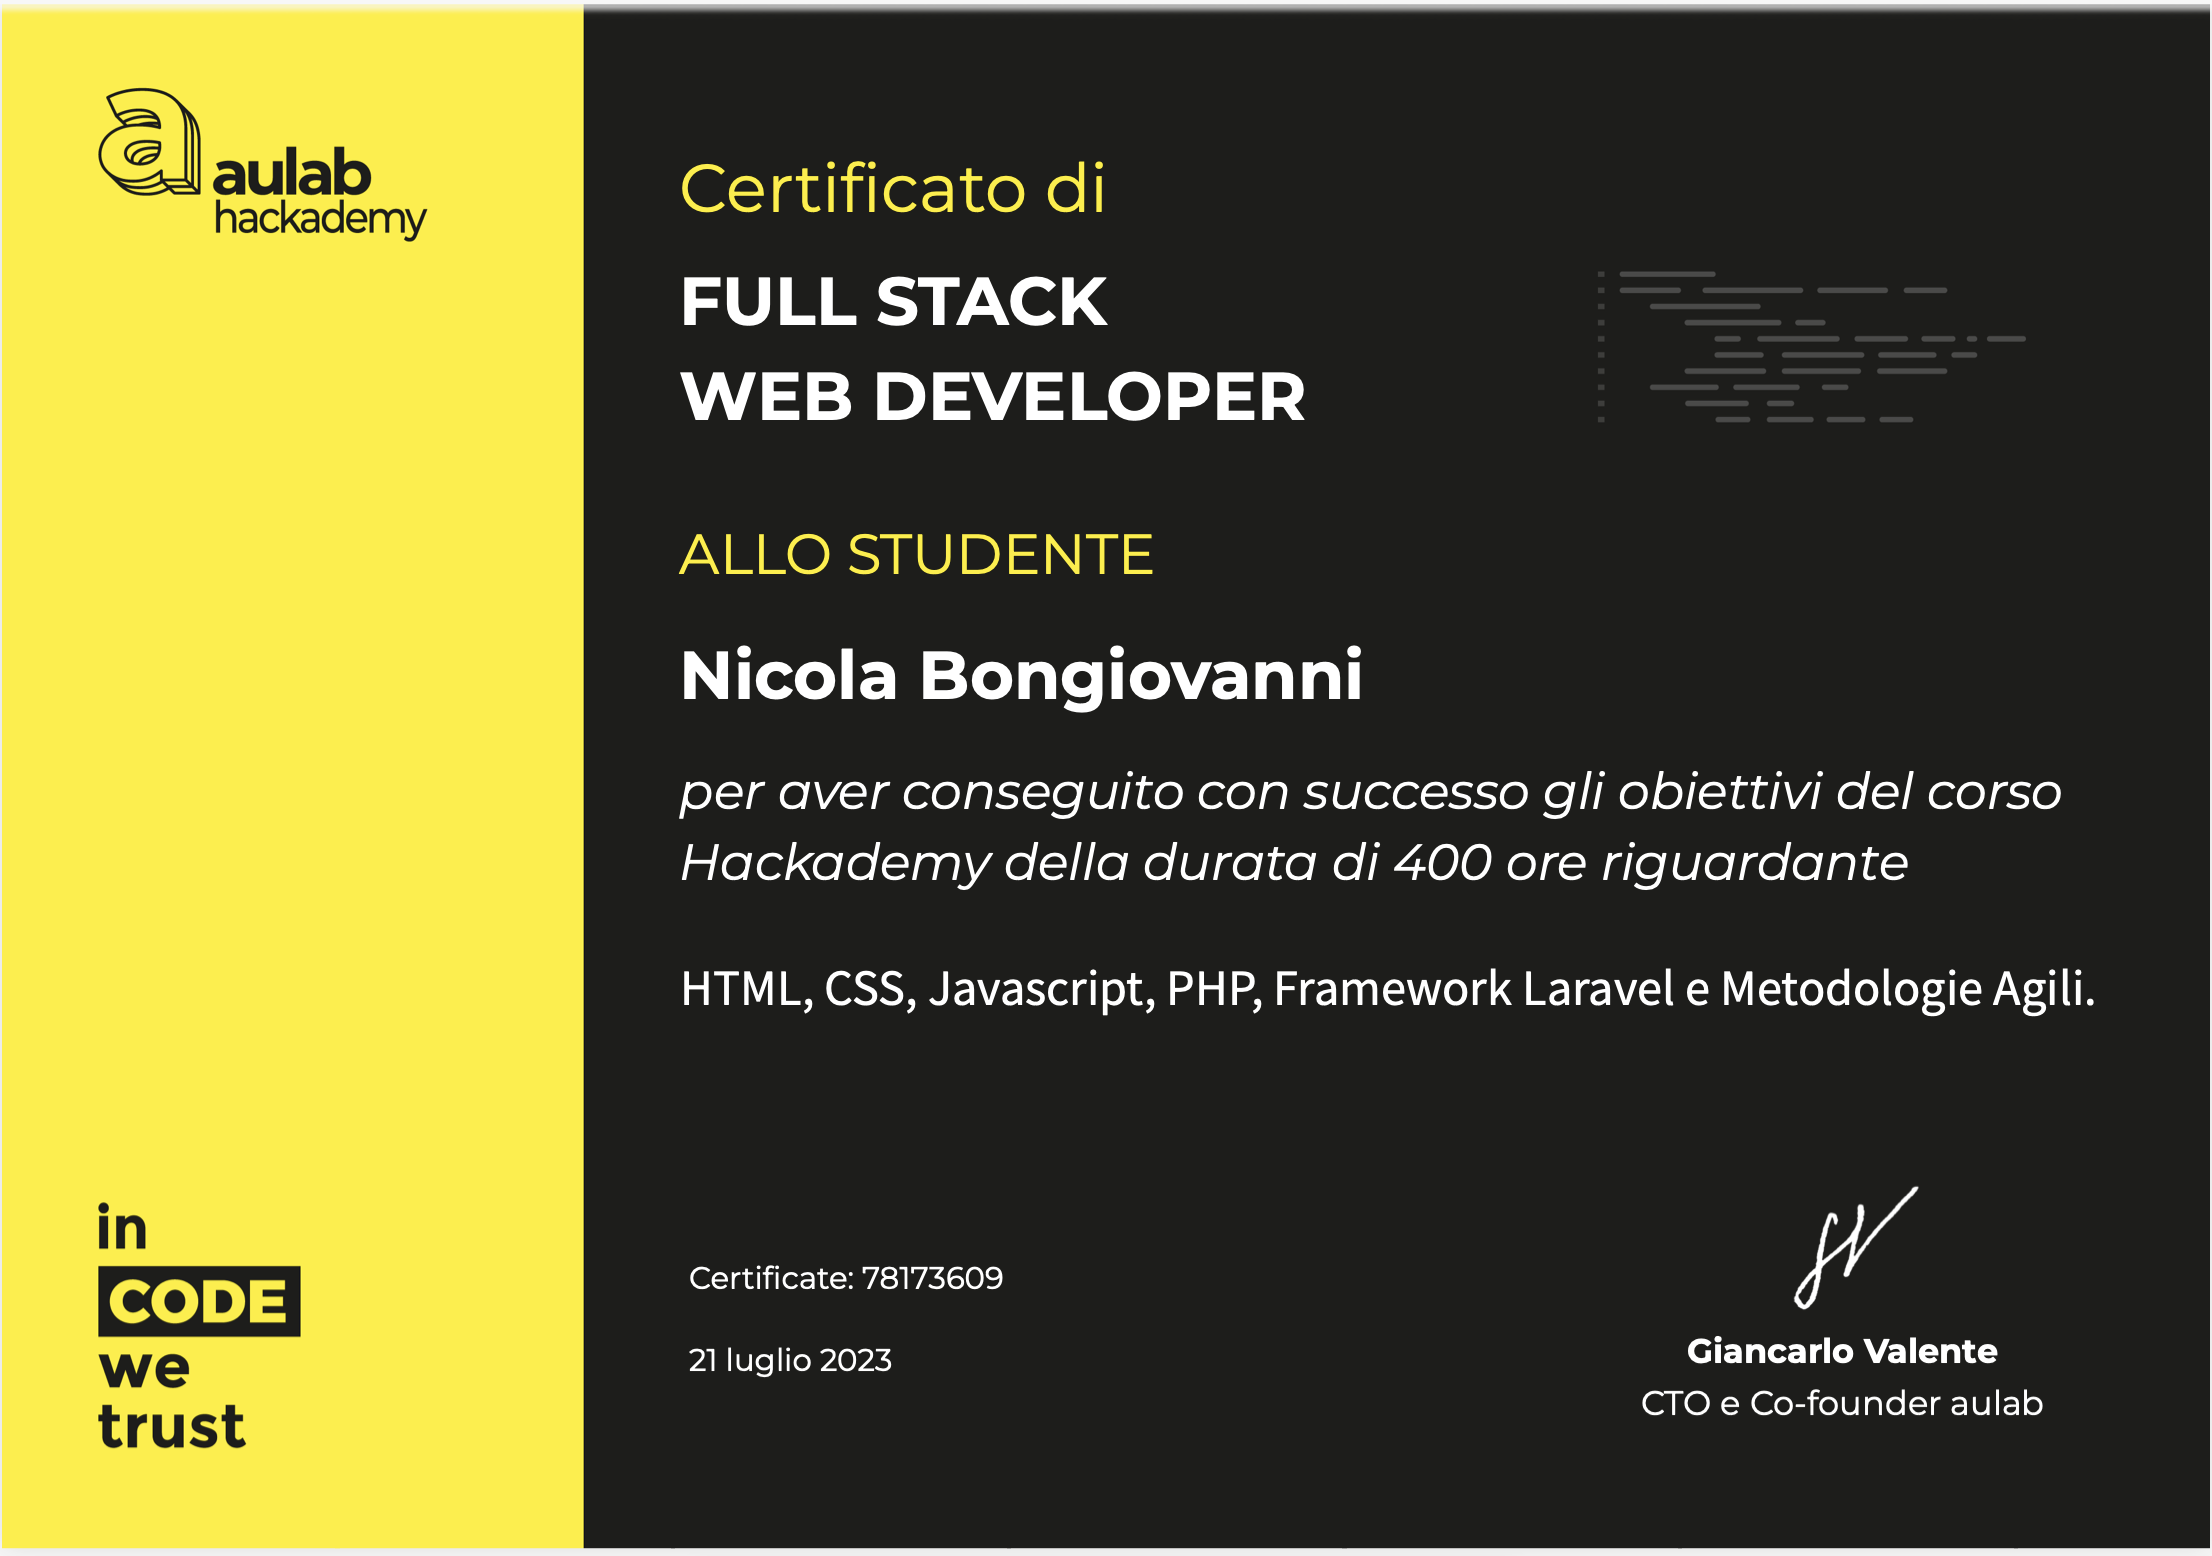 aulab
hackademy
Certificato di
FULL STACK
WEB DEVELOPER
ALLO STUDENTE
Nicola Bongiovanni
per aver conseguito con successo gli obiettivi del corso
Hackademy della durata di 400 ore riguardante
HTML, CSS, Javascript, PHP, Framework Laravel e Metodologie Agili.
in
CODE
we
trust
Certificate: 78173609
21 luglio 2023
Giancarlo Valente
CTO e Co-founder aulab